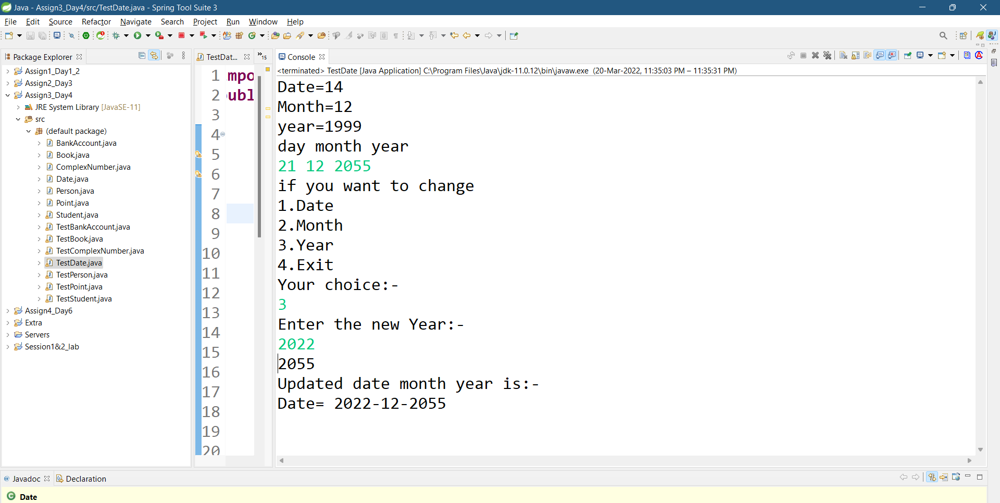 Java - Assign3_Day4/src/TestDate.java - Spring Tool Suite 3
File Edit Source Refactor Navigate Search Project Run Window Help
Package Explorer
Assign1_Day1_2
Assign2_Day3
Assign3_Day4
JRE System Library [JavaSE-11]
src
(default package)
BankAccount.java
Book.java
ComplexNumber.java
Date.java
Person.java
Point.java
Student.java
TestBankAccount.java
TestBook.java
TestComplexNumber.java
TestDate.java
TestPerson.java
TestPoint.java
TestStudent.java
Assign4_Day6
Extra
Servers
Session1&2_lab
TestDat... »15
1 mpo
2 ubl
3
4
5
6
7
8
9
10
11
12
13
14
15
16
17
18
19
20
Console
<terminated> TestDate [Java Application] C:\Program Files\Java\jdk-11.0.12\bin\javaw.exe (20-Mar-2022, 11:35:03 PM – 11:35:31 PM)
Date=14
Month=12
year=1999
day month year
21 12 2055
if you want to change
1.Date
2.Month
3.Year
4.Exit
Your choice:-
3
Enter the new Year:-
2022
2055
Updated date month year is:-
Date= 2022-12-2055
@ Javadoc Declaration
Date